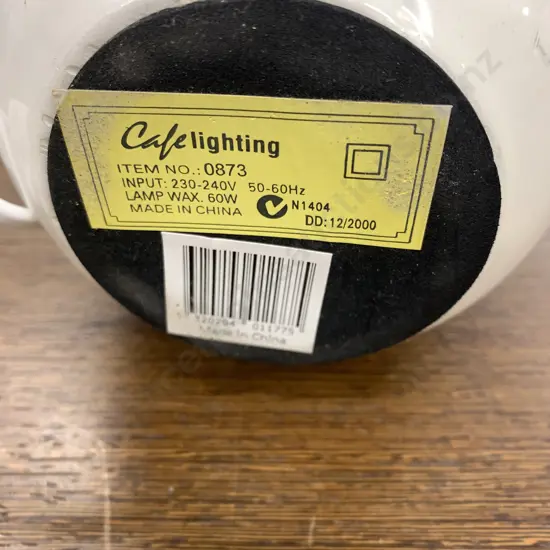 Cafe lighting
ITEM NO.: 0873
INPUT: 230-240V 50-60Hz
LAMP WAX. 60W
N1404
MADE IN CHINA
DD: 12/2000
011775
Made in China